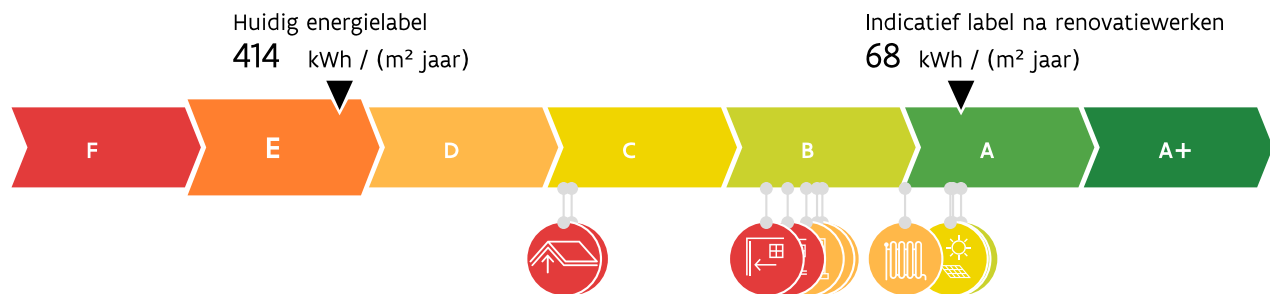 Huidig energielabel
414 kWh / (m² jaar)
Indicatief label na renovatiewerken
68 kWh / (m² jaar)
F
E
D
C
B
A
A+